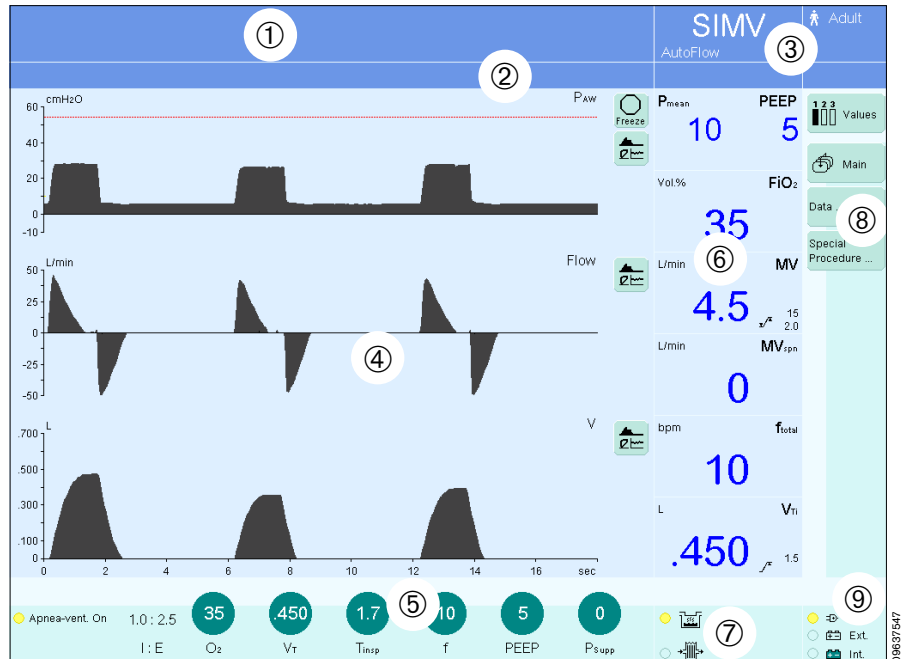 ①
SIMV
Adult
AutoFlow
③
②
cmH2O
PAW
60
40
20
0
-10
Freeze
Pmean
PEEP
10
5
1 2 3
Values
Main
Vol.%
FiO2
35
Data ...
⑧
Special
Procedure ...
L/min
Flow
50
25
0
-25
-50
④
L/min
⑥
MV
4.5
15
2.0
L/min
MVspn
0
L
V
.700
.500
.300
.100
0
0 2 4 6 8 10 12 14 16 sec
bpm
ftotal
10
L
VTi
.450
1.5
Apnea-vent. On
1.0 : 2.5
35
.450
1.7
⑤
10
5
0
I : E
O2
VT
Tinsp
f
PEEP
Psupp
⑦
⑨
Ext.
Int.
09637547